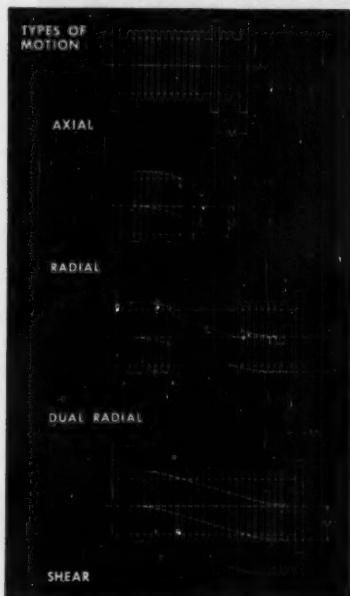 TYPES OF
MOTION
AXIAL
RADIAL
DUAL RADIAL
SHEAR